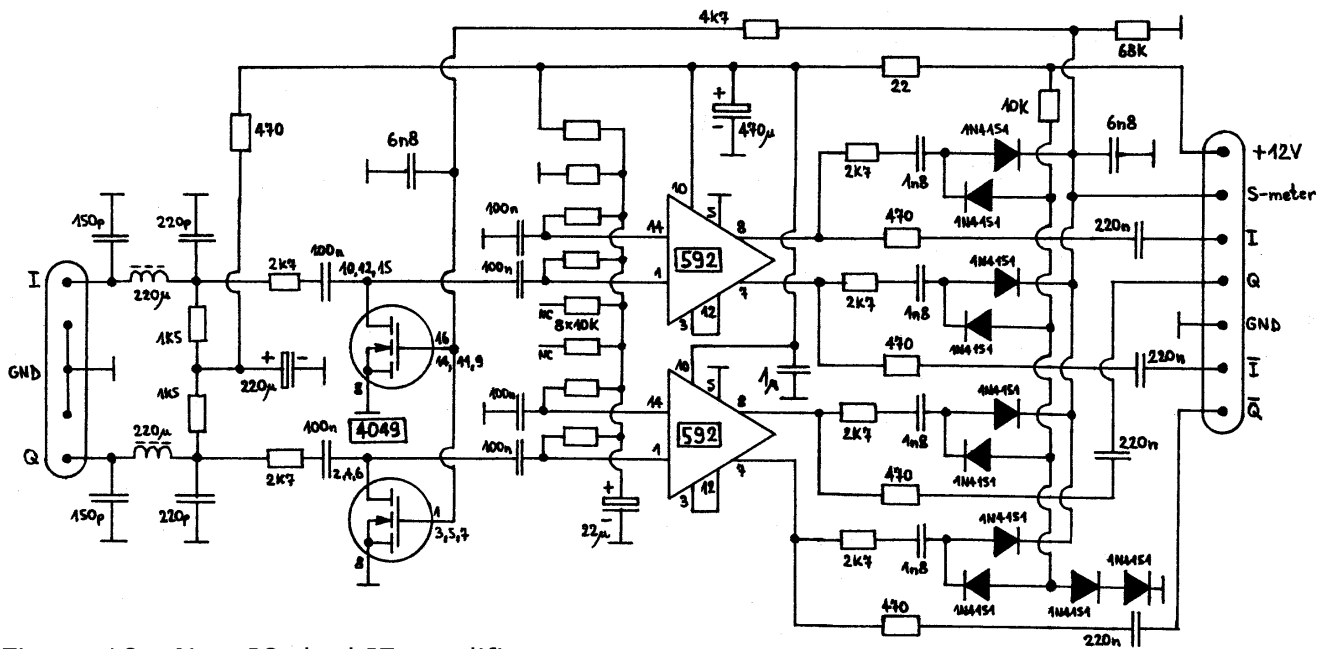 4k7
68K
22
10K
470
6n8
+
-
470µ
1N4151
6n8
+12V
2K7
1n8
1N4151
S-meter
150p
220p
100n
10
5
14
8
470
220n
I
I
220µ
2K7
100n
10,12,15
100n
1
592
7
2K7
1n8
1N4151
Q
1K5
NC
8x10K
3
12
1N4151
GND
16
14,11,9
NC
10
470
220n
I
GND
+
-
220µ
8
1µ
1K5
4049
100n
14
5
8
2K7
1n8
1N4151
Q
220µ
100n
592
Q
2K7
2,4,6
100n
1
7
1N4151
220n
150p
220p
3
12
470
+
-
22µ
1
3,5,7
8
2K7
1n8
1N4151
1N4151
1N4151
1N4151
470
220n